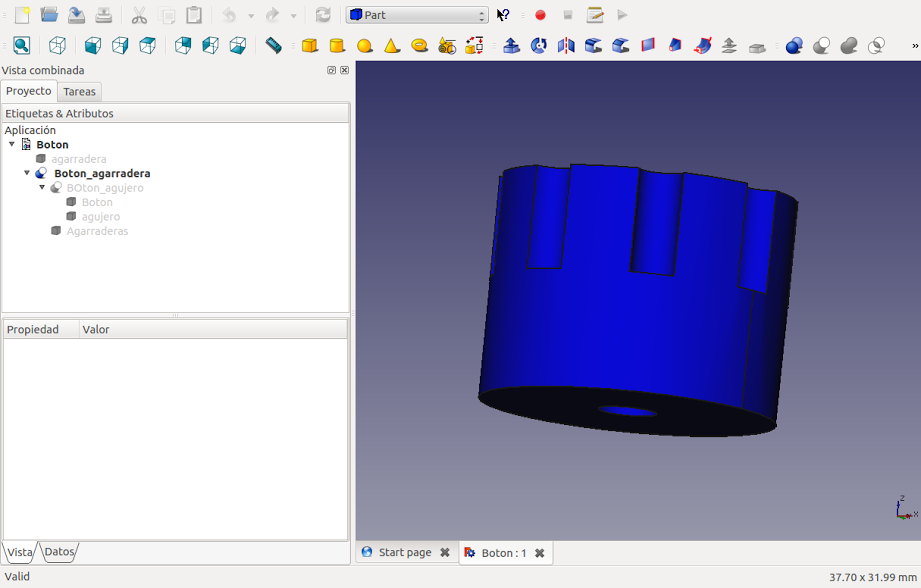 Part
Vista combinada
Proyecto
Tareas
Etiquetas & Atributos
Aplicación
Boton
agarradera
Boton_agarradera
BOton_agujero
Boton
agujero
Agarraderas
Propiedad Valor
Vista
Datos
Z
X
Start page
Boton : 1
Valid
37.70 x 31.99 mm